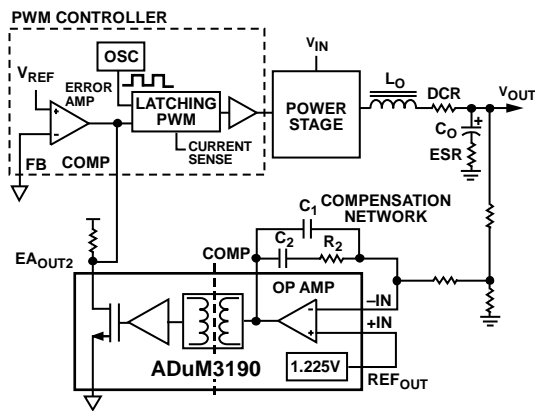 PWM CONTROLLER
OSC
VREF
ERROR
AMP
LATCHING
PWM
CURRENT
SENSE
FB
COMP
VIN
POWER
STAGE
LO
DCR
VOUT
CO
+
ESR
COMPENSATION
NETWORK
C1
C2
R2
EAOUT2
COMP
OP AMP
–IN
+IN
ADuM3190
1.225V
REFOUT